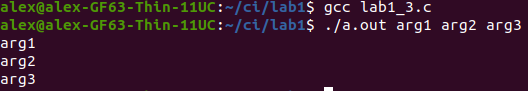 alex@alex-GF63-Thin-11UC:~/ci/lab1$ gcc lab1_3.c
alex@alex-GF63-Thin-11UC:~/ci/lab1$ ./a.out arg1 arg2 arg3
arg1
arg2
arg3